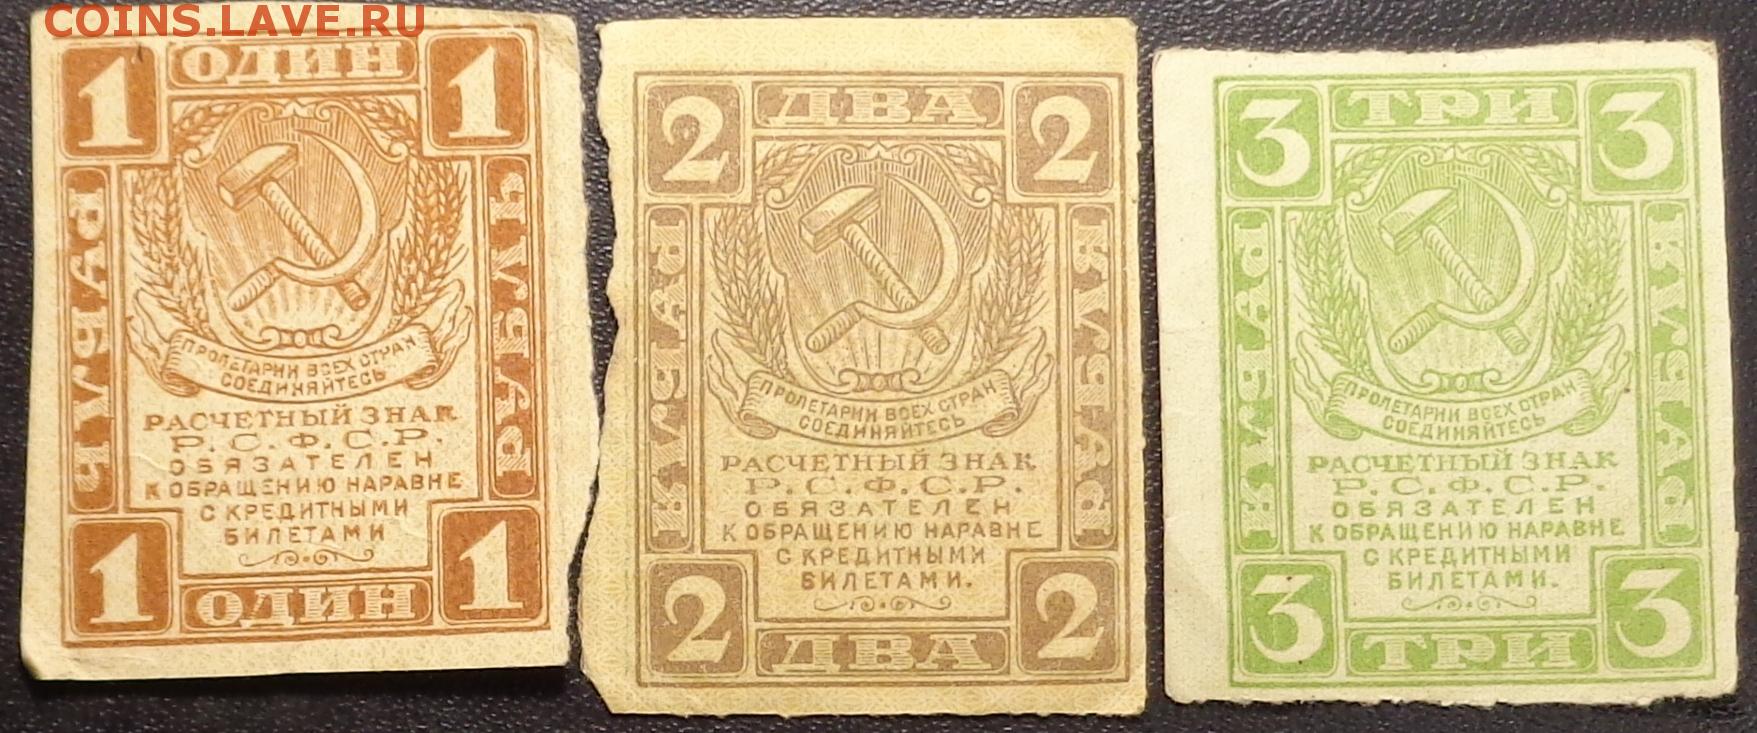 COINS.LAVE.RU
1 ОДИН 1
РУБЛЯ
РУБЛЯ
ПРОЛЕТАРИИ ВСЕХ СТРАН
СОЕДИНЯЙТЕСЬ
РАСЧЕТНЫЙ ЗНАК
Р. С. Ф. С. Р.
ОБЯЗАТЕЛЕН
К ОБРАЩЕНИЮ НАРАВНЕ
С КРЕДИТНЫМИ
БИЛЕТАМИ
1 ОДИН 1
2 ДВА 2
РУБЛЯ
РУБЛЯ
ПРОЛЕТАРИИ ВСЕХ СТРАН
СОЕДИНЯЙТЕСЬ
РАСЧЕТНЫЙ ЗНАК
Р. С. Ф. С. Р.
ОБЯЗАТЕЛЕН
К ОБРАЩЕНИЮ НАРАВНЕ
С КРЕДИТНЫМИ
БИЛЕТАМИ.
2 ДВА 2
3 ТРИ 3
РУБЛЯ
РУБЛЯ
ПРОЛЕТАРИИ ВСЕХ СТРАН
СОЕДИНЯЙТЕСЬ
РАСЧЕТНЫЙ ЗНАК
Р. С. Ф. С. Р.
ОБЯЗАТЕЛЕН
К ОБРАЩЕНИЮ НАРАВНЕ
С КРЕДИТНЫМИ
БИЛЕТАМИ.
3 ТРИ 3